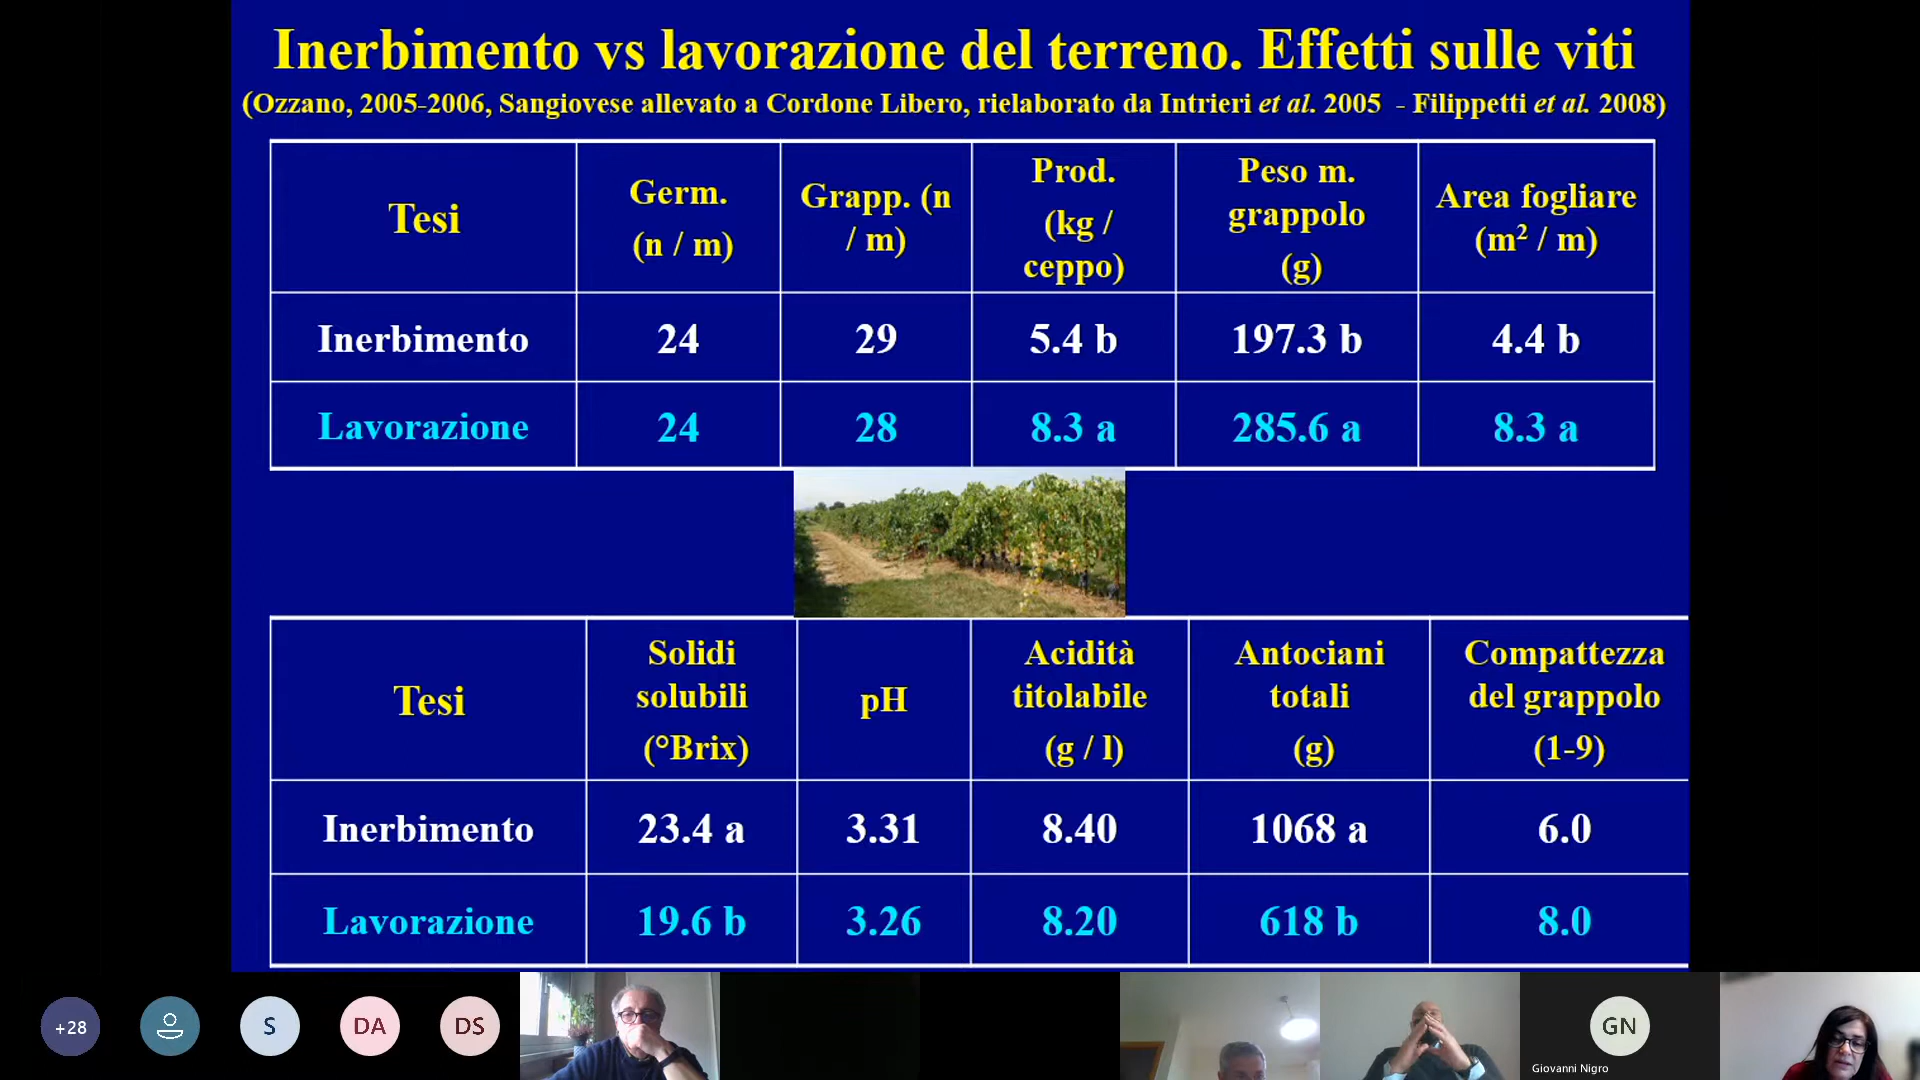 Inerbimento vs lavorazione del terreno. Effetti sulle viti
(Ozzano, 2005-2006, Sangiovese allevato a Cordone Libero, rielaborato da Intrieri et al. 2005 - Filippetti et al. 2008)
Tesi
Germ.
(n / m)
Grapp. (n
/ m)
Prod.
(kg /
ceppo)
Peso m.
grappolo
(g)
Area fogliare
(m² / m)
Inerbimento 24 29 5.4 b 197.3 b 4.4 b
Lavorazione 24 28 8.3 a 285.6 a 8.3 a
Tesi
Solidi
solubili
(°Brix)
pH
Acidità
titolabile
(g / l)
Antociani
totali
(g)
Compattezza
del grappolo
(1-9)
Inerbimento 23.4 a 3.31 8.40 1068 a 6.0
Lavorazione 19.6 b 3.26 8.20 618 b 8.0
+28
S
DA
DS
GN
Giovanni Nigro